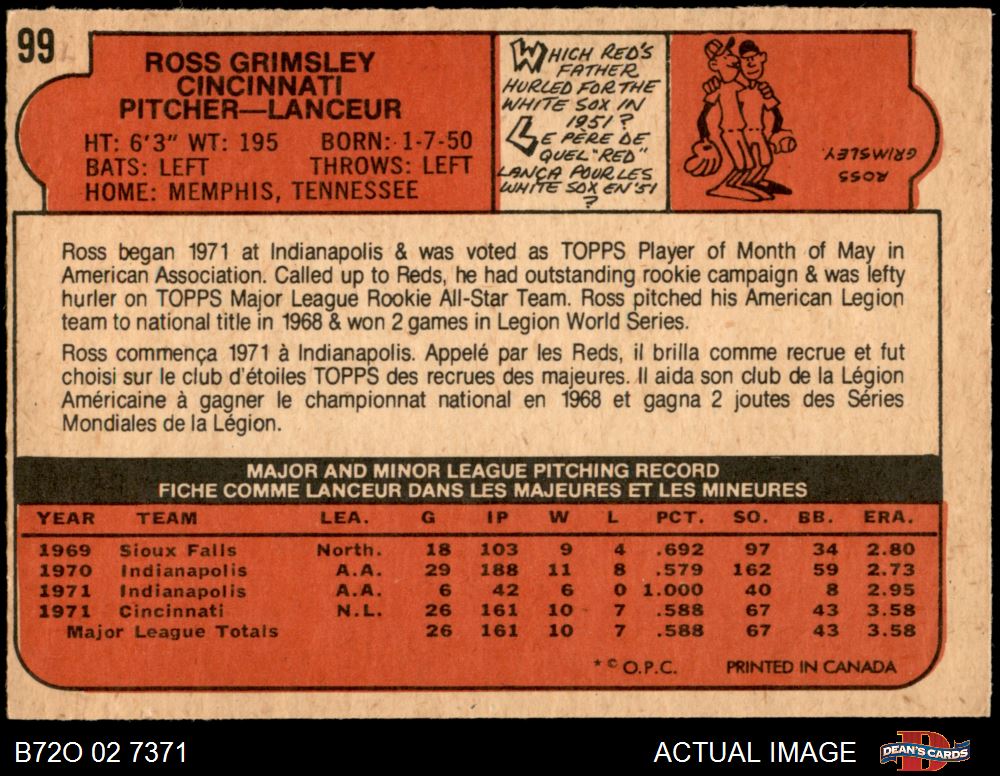 99
ROSS GRIMSLEY
CINCINNATI
PITCHER—LANCEUR
HT: 6'3" WT: 195 BORN: 1-7-50
BATS: LEFT THROWS: LEFT
HOME: MEMPHIS, TENNESSEE
WHICH RED'S
FATHER
HURLED FOR THE
WHITE SOX IN
1951?
LE PÈRE DE
QUEL "RED"
LANÇA POUR LES
WHITE SOX EN '51
?
ROSS
GRIMSLEY.
Ross began 1971 at Indianapolis & was voted as TOPPS Player of Month of May in
American Association. Called up to Reds, he had outstanding rookie campaign & was lefty
hurler on TOPPS Major League Rookie All-Star Team. Ross pitched his American Legion
team to national title in 1968 & won 2 games in Legion World Series.
Ross commença 1971 à Indianapolis. Appelé par les Reds, il brilla comme recrue et fut
choisi sur le club d'étoiles TOPPS des recrues des majeures. Il aida son club de la Légion
Américaine à gagner le championnat national en 1968 et gagna 2 joutes des Séries
Mondiales de la Légion.
MAJOR AND MINOR LEAGUE PITCHING RECORD
FICHE COMME LANCEUR DANS LES MAJEURES ET LES MINEURES
YEAR TEAM LEA. G IP W L PCT. SO. BB. ERA.
1969 Sioux Falls North. 18 103 9 4 .692 97 34 2.80
1970 Indianapolis A.A. 29 188 11 8 .579 162 59 2.73
1971 Indianapolis A.A. 6 42 6 0 1.000 40 8 2.95
1971 Cincinnati N.L. 26 161 10 7 .588 67 43 3.58
Major League Totals 26 161 10 7 .588 67 43 3.58
*© O.P.C. PRINTED IN CANADA
B72O 02 7371 ACTUAL IMAGE DEAN'S CARDS